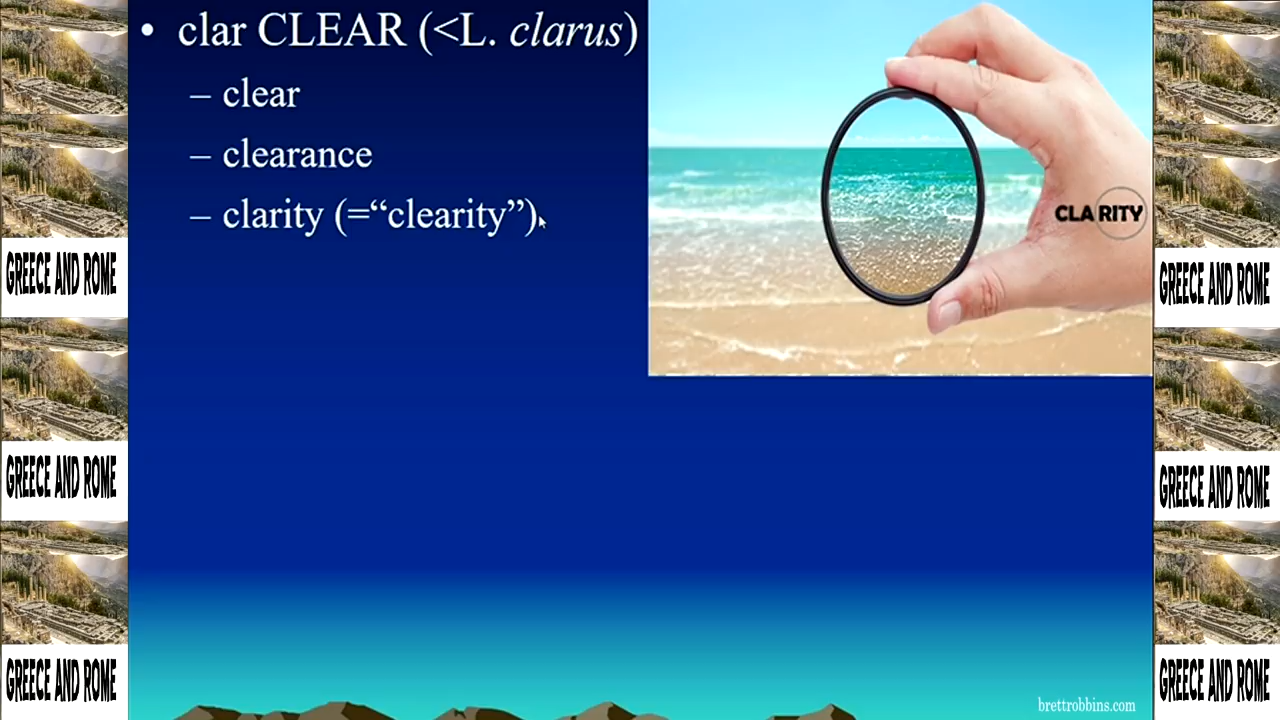 • clar CLEAR (<L. clarus)
– clear
– clearance
– clarity (=“clearity”)
CLARITY
GREECE AND ROME
GREECE AND ROME
GREECE AND ROME
GREECE AND ROME
GREECE AND ROME
GREECE AND ROME
brettrobbins.com